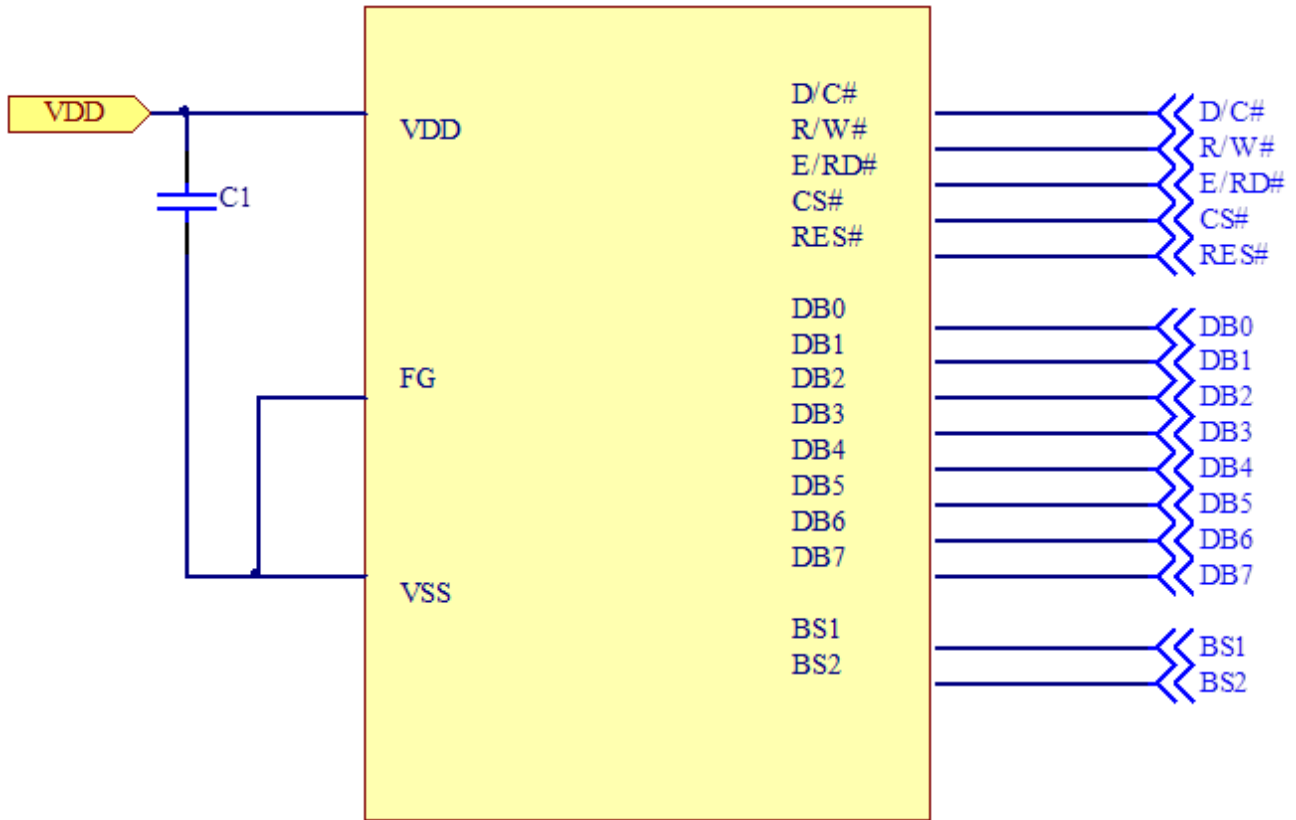 VDD
C1
VDD
FG
VSS
D/C#
R/W#
E/RD#
CS#
RES#
DB0
DB1
DB2
DB3
DB4
DB5
DB6
DB7
BS1
BS2
D/C#
R/W#
E/RD#
CS#
RES#
DB0
DB1
DB2
DB3
DB4
DB5
DB6
DB7
BS1
BS2